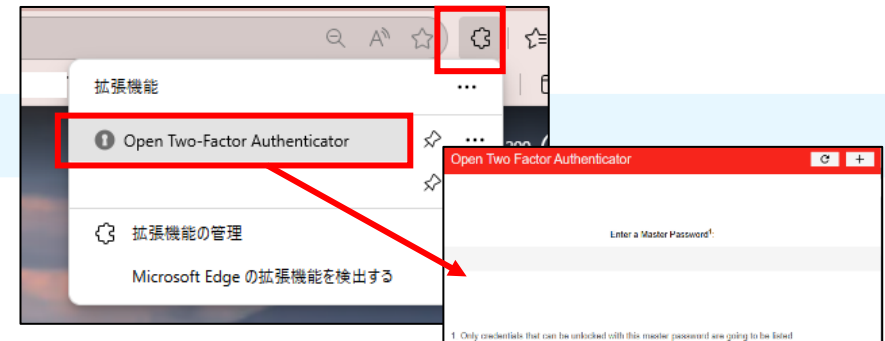 拡張機能
Open Two-Factor Authenticator
拡張機能の管理
Microsoft Edge の拡張機能を検出する
Open Two Factor Authenticator
Enter a Master Password¹:
1 Only credentials that can be unlocked with this master password are going to be listed